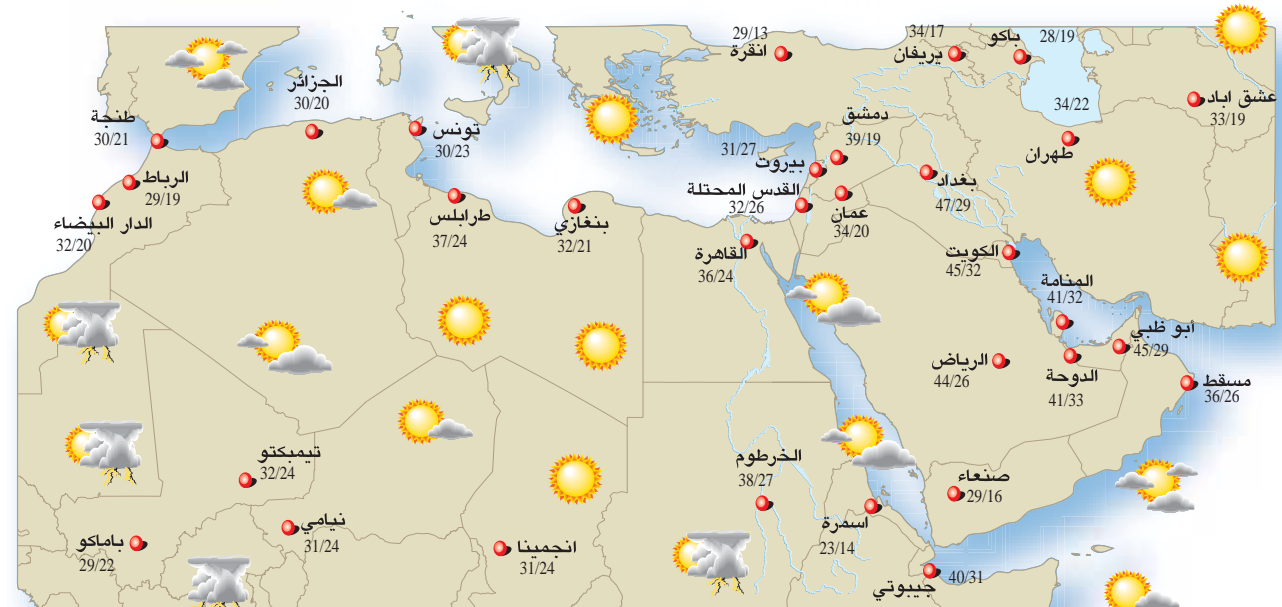 29/13
انقرة
34/17
يريفان
باكو
28/19
عشق اباد
33/19
34/22
طهران
الجزائر
30/20
طنجة
30/21
تونس
30/23
دمشق
39/19
31/27
بيروت
بغداد
47/29
الرباط
29/19
الدار البيضاء
32/20
طرابلس
37/24
بنغازي
32/21
القدس المحتلة
32/26
عمان
34/20
القاهرة
36/24
الكويت
45/32
المنامة
41/32
ابو ظبي
45/29
الرياض
44/26
الدوحة
41/33
مسقط
36/26
تيمبكتو
32/24
الخرطوم
38/27
صنعاء
29/16
اسمرة
23/14
باماكو
29/22
نيامي
31/24
انجمينا
31/24
جيبوتي
40/31